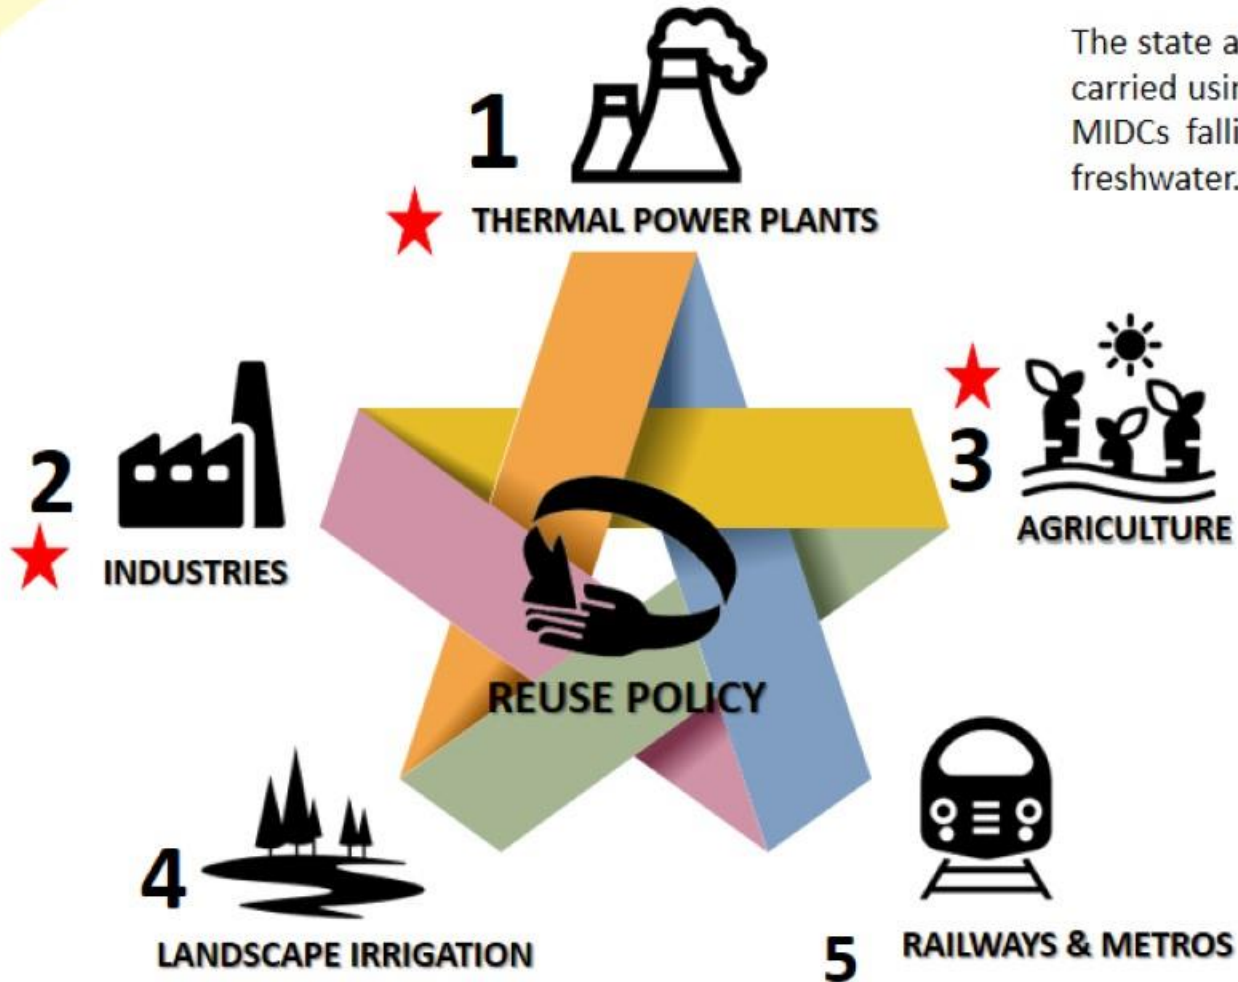 The state a
carried usin
MIDCs falli
freshwater.
1
THERMAL POWER PLANTS
2
INDUSTRIES
3
AGRICULTURE
REUSE POLICY
4
LANDSCAPE IRRIGATION
5
RAILWAYS & METROS